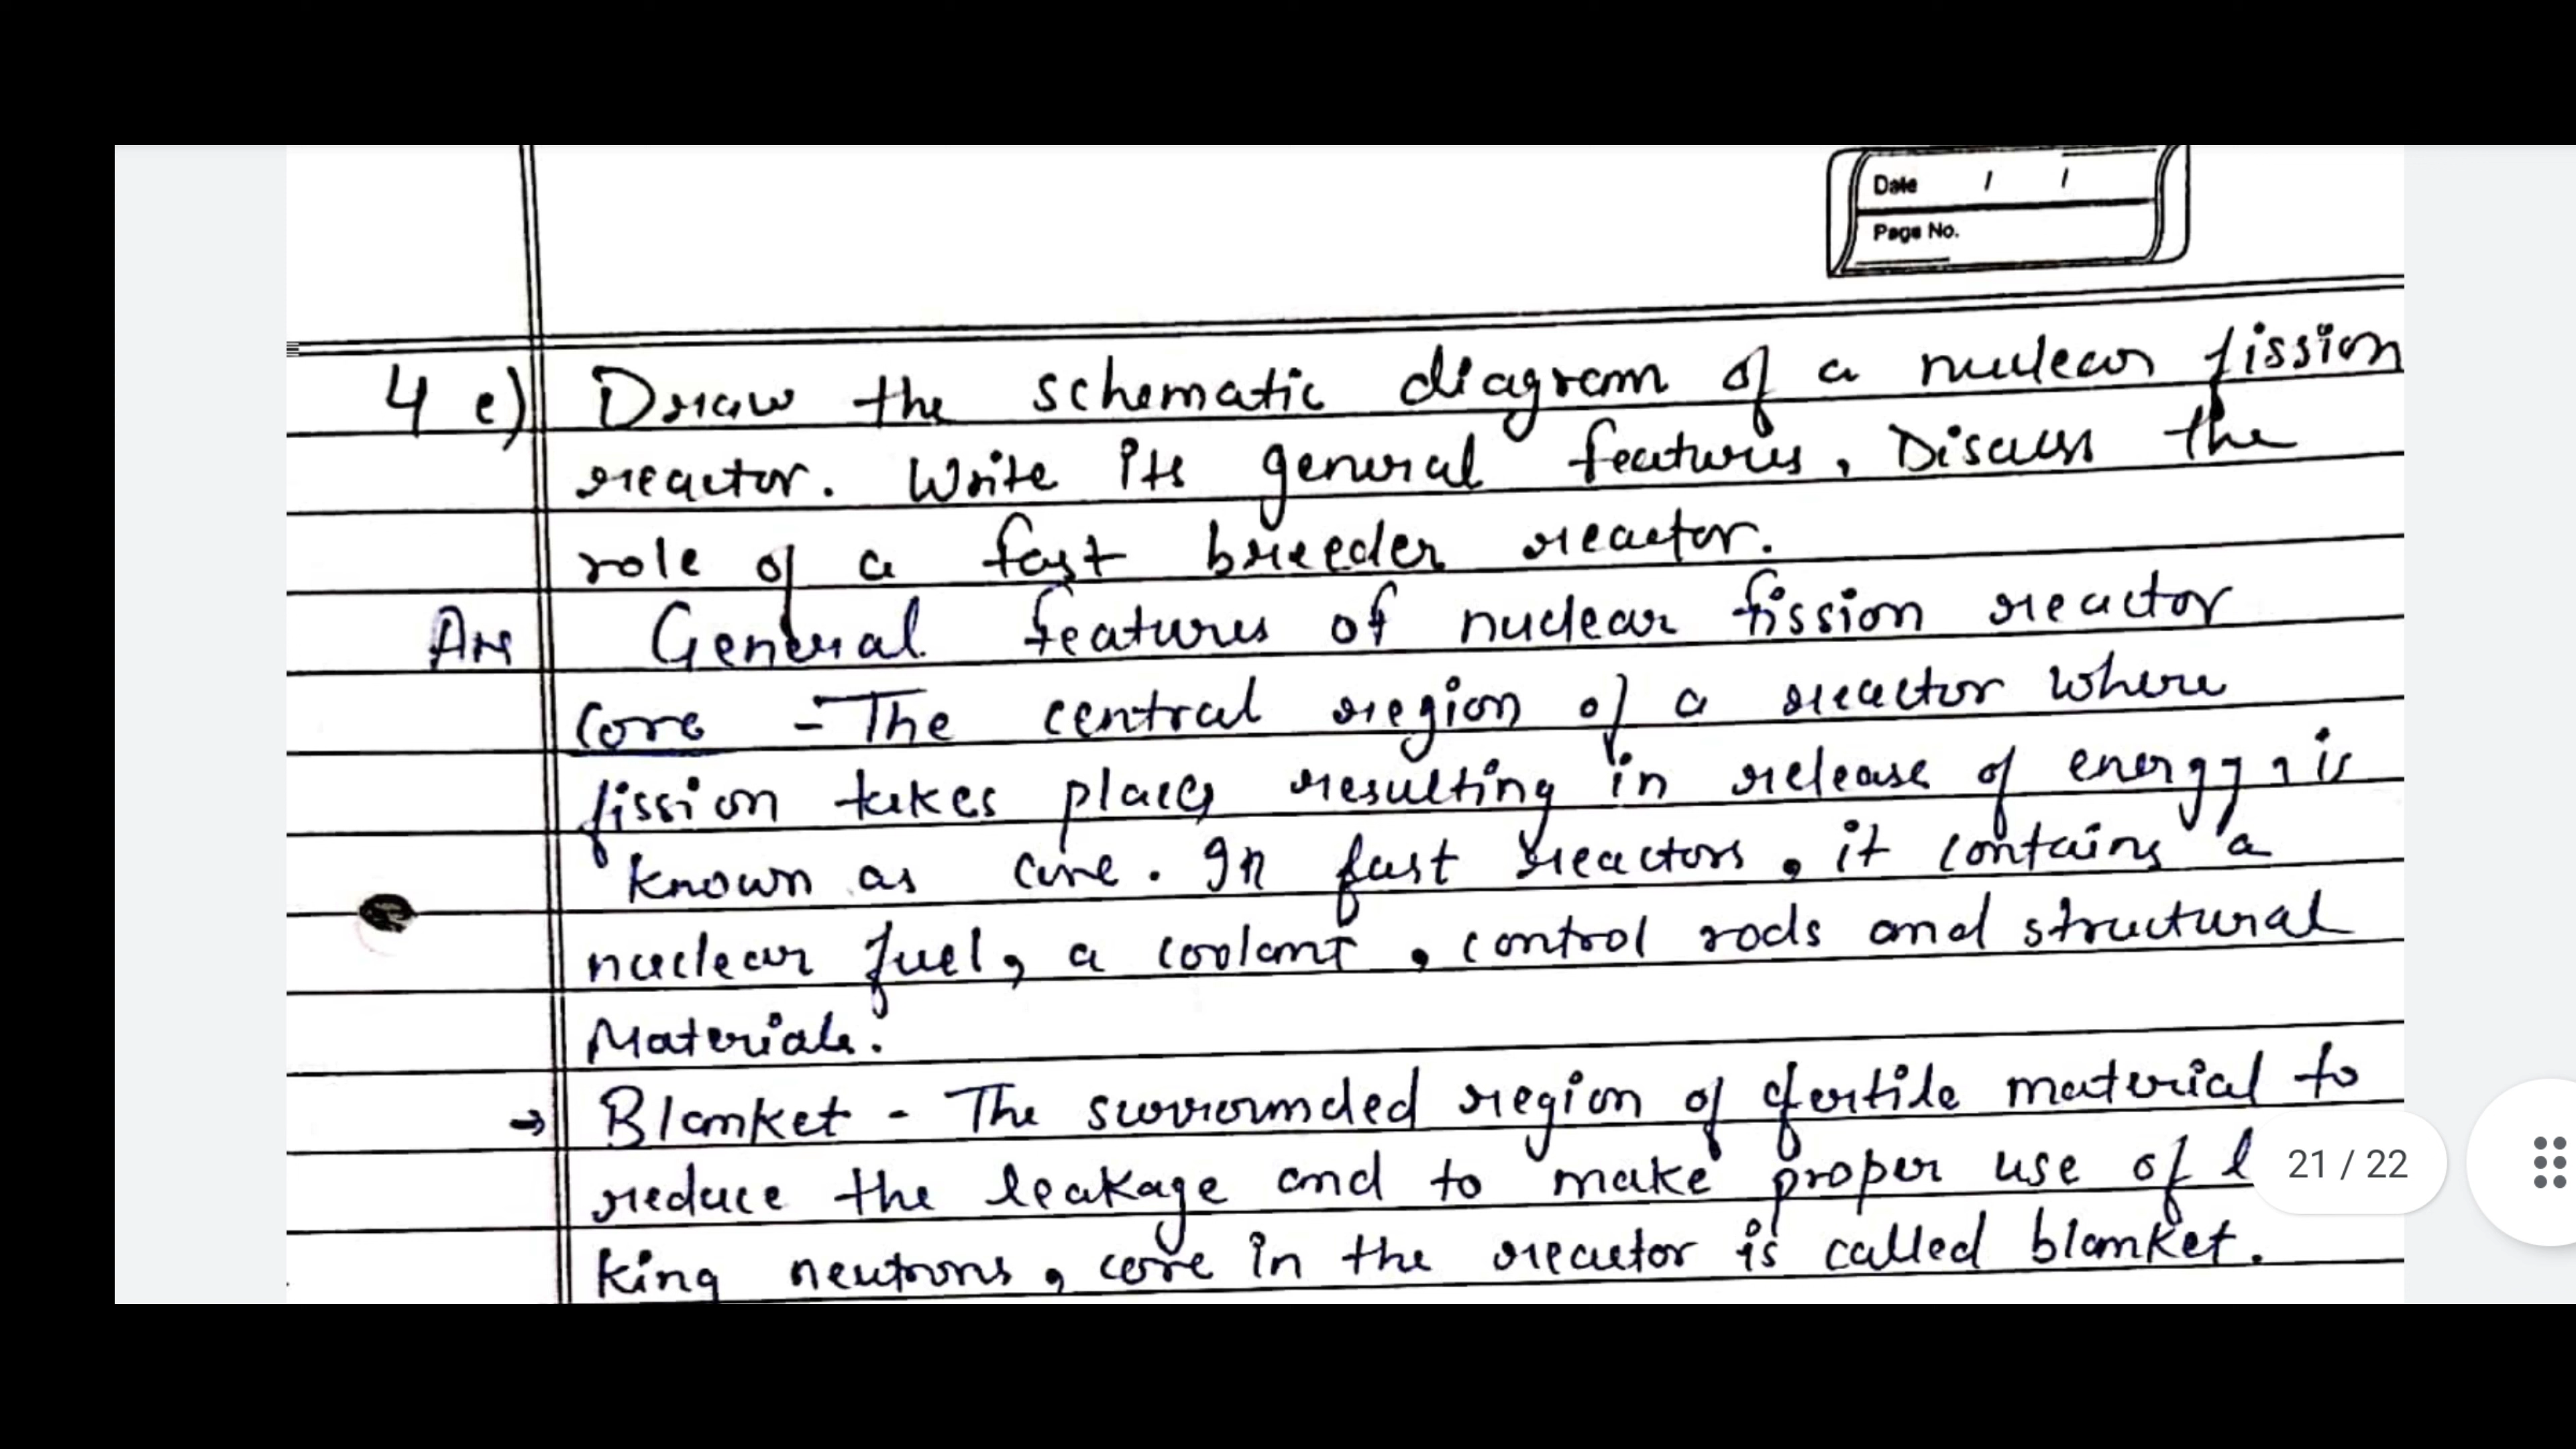 Date / /
Page No.
4 e) Draw the schematic diagram of a nuclear fission
reactor. Write its general features, Discuss the
role of a fast breeder reactor.
Ans General features of nuclear fission reactor
Core - The central region of a reactor where
fission takes place, resulting in release of energy, is
known as core. In fast reactors, it contains a
nuclear fuel, a coolant, control rods and structural
Materials.
→ Blanket - The surrounded region of fertile material to
reduce the leakage and to make proper use of l
21 / 22
king neutrons, core in the reactor is called blanket.